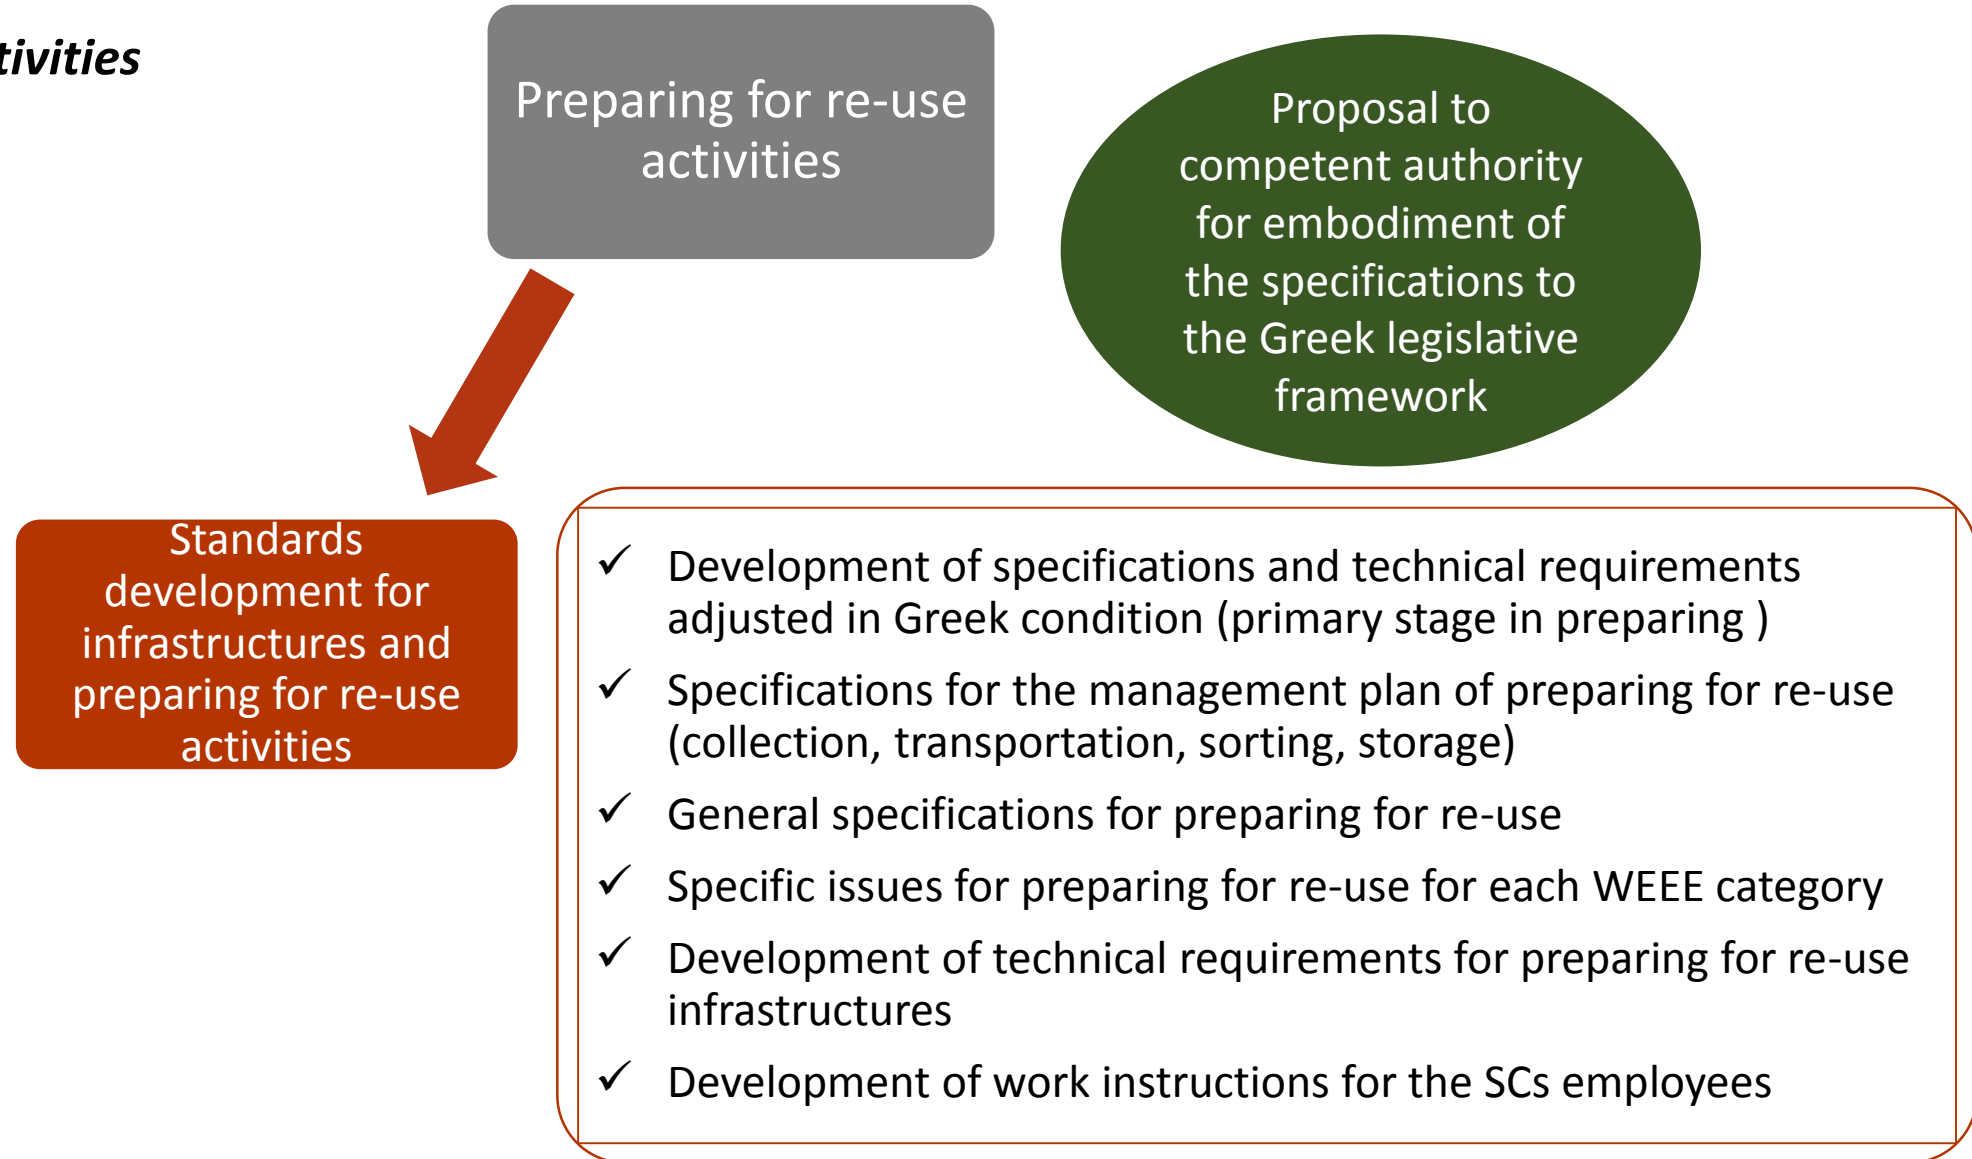 tivities
Preparing for re-use
activities
Proposal to
competent authority
for embodiment of
the specifications to
the Greek legislative
framework
Standards
development for
infrastructures and
preparing for re-use
activities
✓ Development of specifications and technical requirements
adjusted in Greek condition (primary stage in preparing )
✓ Specifications for the management plan of preparing for re-use
(collection, transportation, sorting, storage)
✓ General specifications for preparing for re-use
✓ Specific issues for preparing for re-use for each WEEE category
✓ Development of technical requirements for preparing for re-use
infrastructures
✓ Development of work instructions for the SCs employees